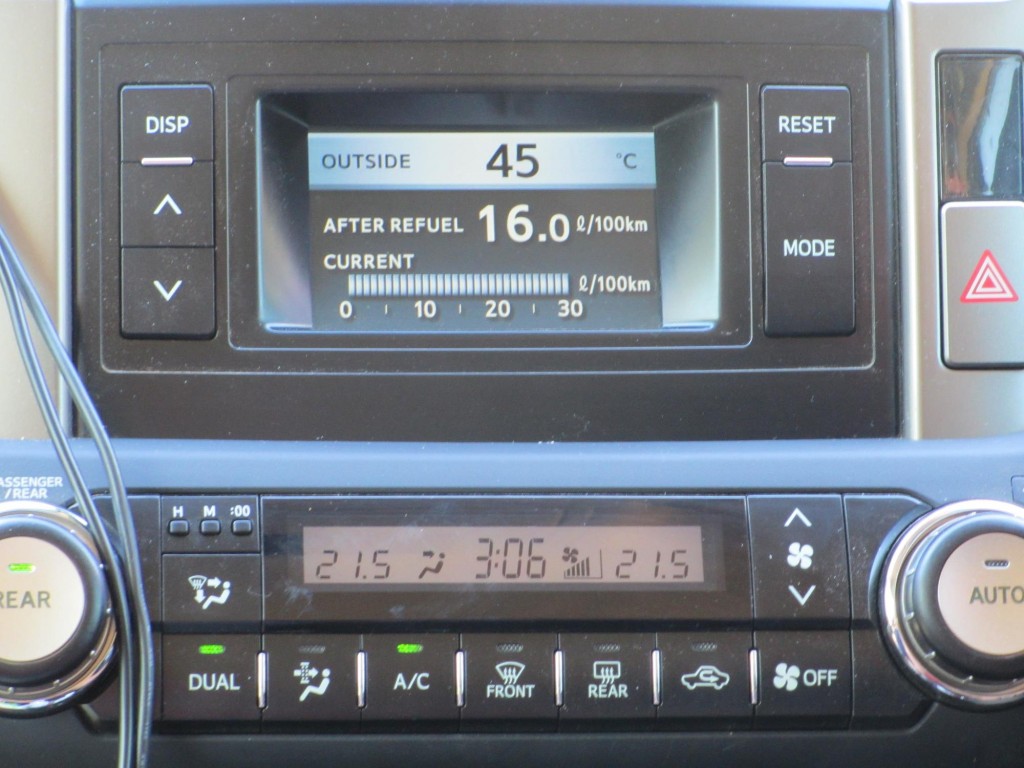 DISP
RESET
OUTSIDE 45 °C
AFTER REFUEL 16.0 ℓ/100km
MODE
CURRENT
ℓ/100km
0 10 20 30
PASSENGER
/REAR
H M :00
21.5 3:06 21.5
REAR
AUTO
DUAL
A/C
FRONT
REAR
OFF